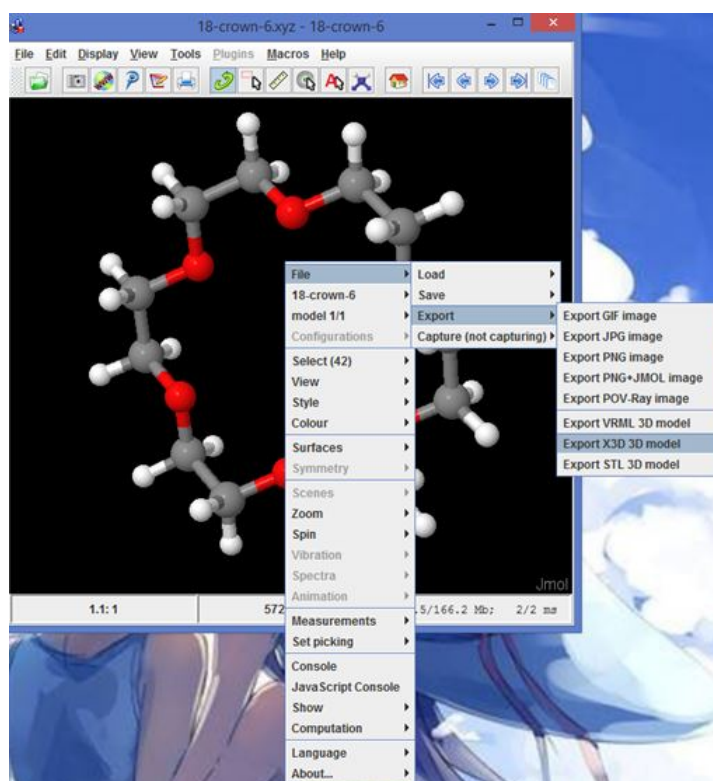 18-crown-6.xyz - 18-crown-6
File Edit Display View Tools Plugins Macros Help
File
18-crown-6
model 1/1
Configurations
Select (42)
View
Style
Colour
Surfaces
Symmetry
Scenes
Zoom
Spin
Vibration
Spectra
Animation
Measurements
Set picking
Console
JavaScript Console
Show
Computation
Language
About...
Load
Save
Export
Capture (not capturing)
Export GIF image
Export JPG image
Export PNG image
Export PNG+JMOL image
Export POV-Ray image
Export VRML 3D model
Export X3D 3D model
Export STL 3D model
Jmol
1.1:1 572 .5/166.2 Mb; 2/2 ms